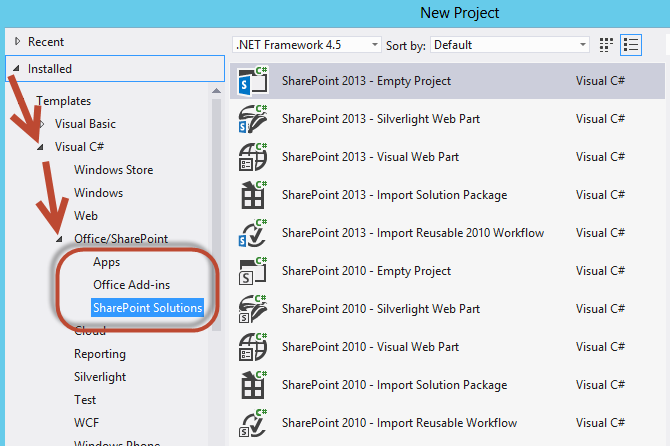 New Project
Recent
Installed
Templates
Visual Basic
Visual C#
Windows Store
Windows
Web
Office/SharePoint
Apps
Office Add-ins
SharePoint Solutions
Cloud
Reporting
Silverlight
Test
WCF
Windows Phone
.NET Framework 4.5 Sort by: Default
C# SharePoint 2013 - Empty Project Visual C#
C# SharePoint 2013 - Silverlight Web Part Visual C#
C# SharePoint 2013 - Visual Web Part Visual C#
C# SharePoint 2013 - Import Solution Package Visual C#
C# SharePoint 2013 - Import Reusable 2010 Workflow Visual C#
C# SharePoint 2010 - Empty Project Visual C#
C# SharePoint 2010 - Silverlight Web Part Visual C#
C# SharePoint 2010 - Visual Web Part Visual C#
C# SharePoint 2010 - Import Solution Package Visual C#
C# SharePoint 2010 - Import Reusable Workflow Visual C#